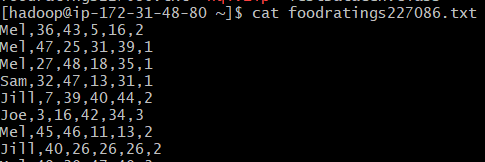 [hadoop@ip-172-31-48-80 ~]$ cat foodratings227086.txt
Mel,36,43,5,16,2
Mel,47,25,31,39,1
Mel,27,48,18,35,1
Sam,32,47,13,31,1
Jill,7,39,40,44,2
Joe,3,16,42,34,3
Mel,45,46,11,13,2
Jill,40,26,26,26,2